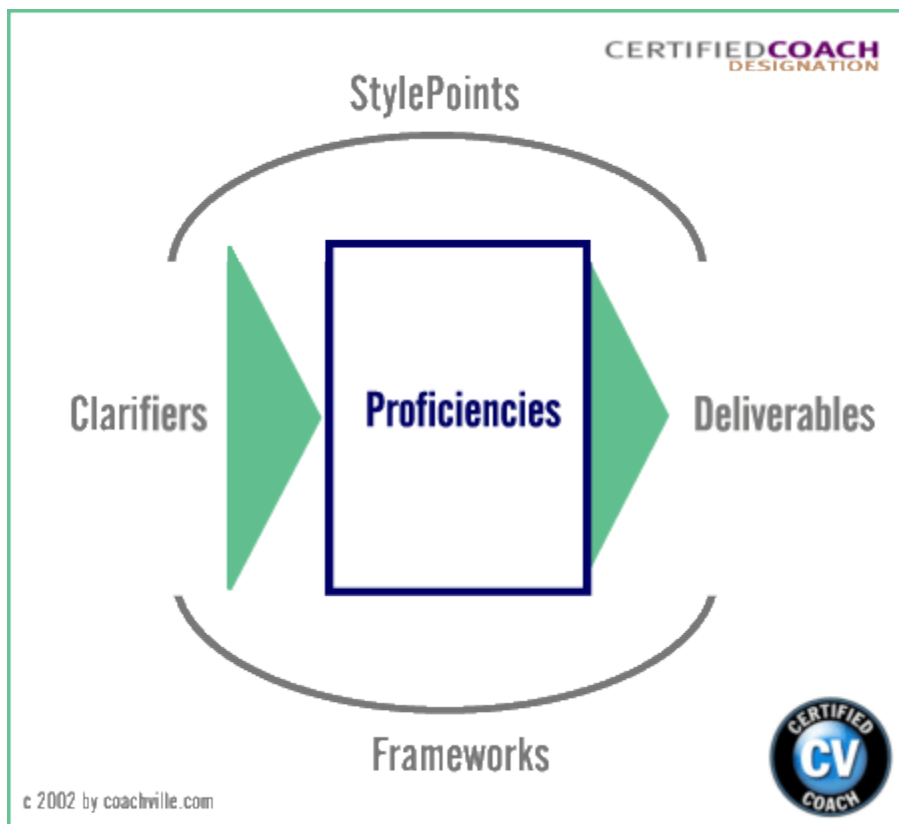 CERTIFIEDCOACH
DESIGNATION
StylePoints
Clarifiers
Proficiencies
Deliverables
Frameworks
c 2002 by coachville.com
CERTIFIED
CV
COACH